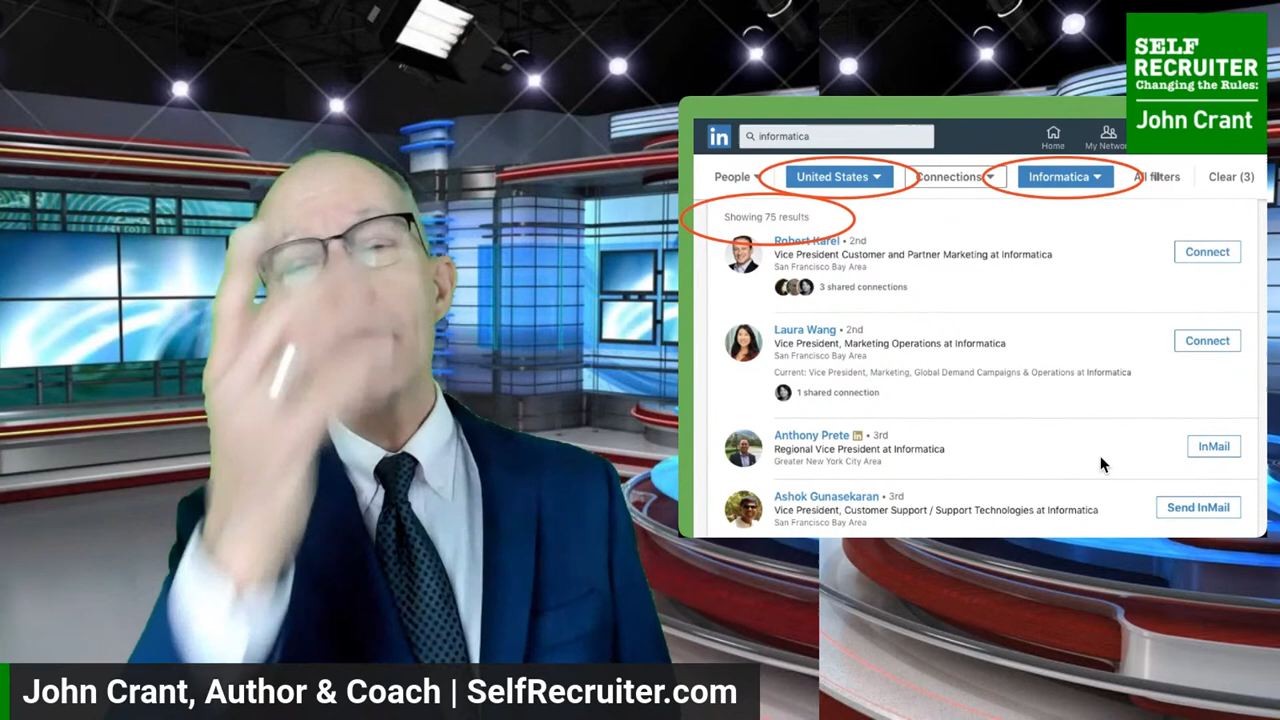 SELF
RECRUITER
Changing the Rules:
John Crant
in
informatica
Home
My Networ
People
United States
Connections
Informatica
All filters
Clear (3)
Showing 75 results
Robert Karel • 2nd
Vice President Customer and Partner Marketing at Informatica
San Francisco Bay Area
3 shared connections
Connect
Laura Wang • 2nd
Vice President, Marketing Operations at Informatica
San Francisco Bay Area
Current: Vice President, Marketing, Global Demand Campaigns & Operations at Informatica
1 shared connection
Connect
Anthony Prete in • 3rd
Regional Vice President at Informatica
Greater New York City Area
InMail
Ashok Gunasekaran • 3rd
Vice President, Customer Support / Support Technologies at Informatica
San Francisco Bay Area
Send InMail
John Crant, Author & Coach | SelfRecruiter.com